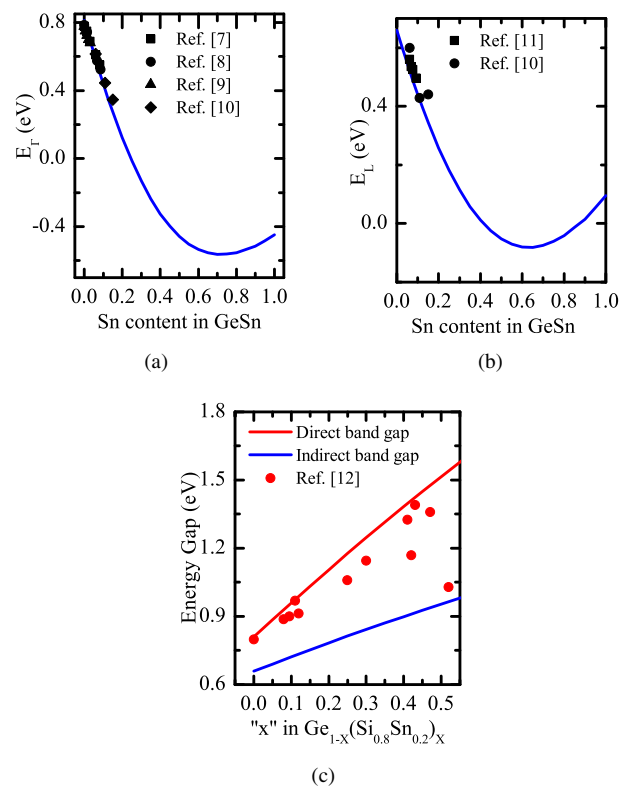 0.8
0.4
0.0
-0.4
E_Γ (eV)
Ref. [7]
Ref. [8]
Ref. [9]
Ref. [10]
0.0 0.2 0.4 0.6 0.8 1.0
Sn content in GeSn
(a)
0.4
0.0
E_L (eV)
Ref. [11]
Ref. [10]
0.0 0.2 0.4 0.6 0.8 1.0
Sn content in GeSn
(b)
1.8
1.5
1.2
0.9
0.6
Energy Gap (eV)
Direct band gap
Indirect band gap
Ref. [12]
0.0 0.1 0.2 0.3 0.4 0.5
"x" in Ge_{1-X}(Si_{0.8}Sn_{0.2})_X
(c)